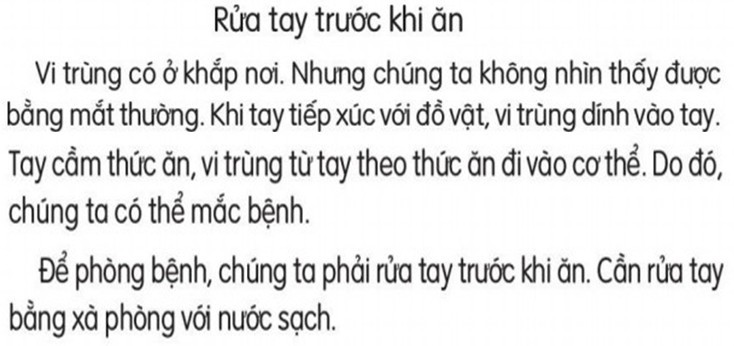 Rửa tay trước khi ăn
Vi trùng có ở khắp nơi. Nhưng chúng ta không nhìn thấy được
bằng mắt thường. Khi tay tiếp xúc với đồ vật, vi trùng dính vào tay.
Tay cầm thức ăn, vi trùng từ tay theo thức ăn đi vào cơ thể. Do đó,
chúng ta có thể mắc bệnh.
Để phòng bệnh, chúng ta phải rửa tay trước khi ăn. Cần rửa tay
bằng xà phòng với nước sạch.